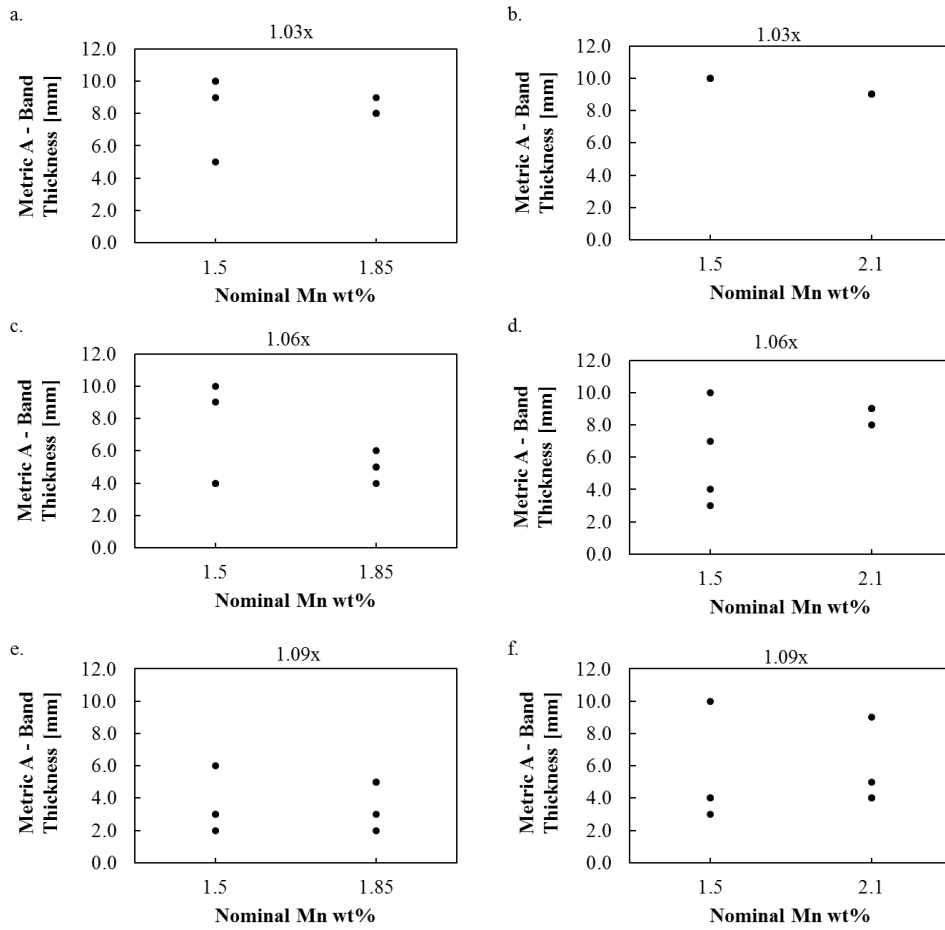 a.
1.03x
Metric A - Band
Thickness [mm]
12.0
10.0
8.0
6.0
4.0
2.0
0.0
1.5 1.85
Nominal Mn wt%
b.
1.03x
Metric A - Band
Thickness [mm]
12.0
10.0
8.0
6.0
4.0
2.0
0.0
1.5 2.1
Nominal Mn wt%
c.
1.06x
Metric A - Band
Thickness [mm]
12.0
10.0
8.0
6.0
4.0
2.0
0.0
1.5 1.85
Nominal Mn wt%
d.
1.06x
Metric A - Band
Thickness [mm]
12.0
10.0
8.0
6.0
4.0
2.0
0.0
1.5 2.1
Nominal Mn wt%
e.
1.09x
Metric A - Band
Thickness [mm]
12.0
10.0
8.0
6.0
4.0
2.0
0.0
1.5 1.85
Nominal Mn wt%
f.
1.09x
Metric A - Band
Thickness [mm]
12.0
10.0
8.0
6.0
4.0
2.0
0.0
1.5 2.1
Nominal Mn wt%